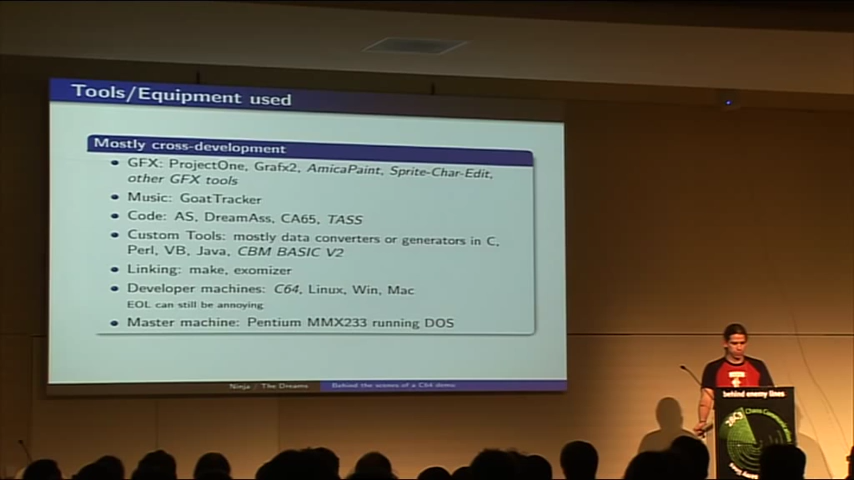 Tools/Equipment used
Mostly cross-development
GFX: ProjectOne, Grafx2, AmicaPaint, Sprite-Char-Edit,
other GFX tools
Music: GoatTracker
Code: AS, DreamAss, CA65, TASS
Custom Tools: mostly data converters or generators in C,
Perl, VB, Java, CBM BASIC V2
Linking: make, exomizer
Developer machines: C64, Linux, Win, Mac
EOL can still be annoying
Master machine: Pentium MMX233 running DOS
Ninja / The Dreams
Behind the scenes of a C64 demo
behind enemy lines